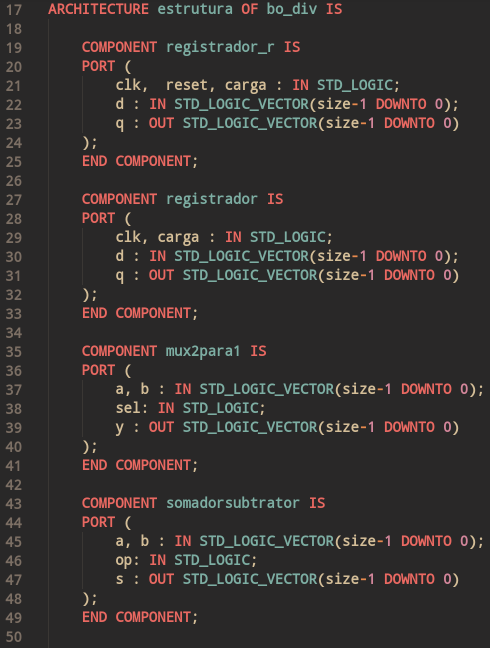 17 ARCHITECTURE estrutura OF bo_div IS
18
19 COMPONENT registrador_r IS
20 PORT (
21 clk,  reset, carga : IN STD_LOGIC;
22 d : IN STD_LOGIC_VECTOR(size-1 DOWNTO 0);
23 q : OUT STD_LOGIC_VECTOR(size-1 DOWNTO 0)
24 );
25 END COMPONENT;
26
27 COMPONENT registrador IS
28 PORT (
29 clk, carga : IN STD_LOGIC;
30 d : IN STD_LOGIC_VECTOR(size-1 DOWNTO 0);
31 q : OUT STD_LOGIC_VECTOR(size-1 DOWNTO 0)
32 );
33 END COMPONENT;
34
35 COMPONENT mux2para1 IS
36 PORT (
37 a, b : IN STD_LOGIC_VECTOR(size-1 DOWNTO 0);
38 sel: IN STD_LOGIC;
39 y : OUT STD_LOGIC_VECTOR(size-1 DOWNTO 0)
40 );
41 END COMPONENT;
42
43 COMPONENT somadorsubtrator IS
44 PORT (
45 a, b : IN STD_LOGIC_VECTOR(size-1 DOWNTO 0);
46 op: IN STD_LOGIC;
47 s : OUT STD_LOGIC_VECTOR(size-1 DOWNTO 0)
48 );
49 END COMPONENT;
50